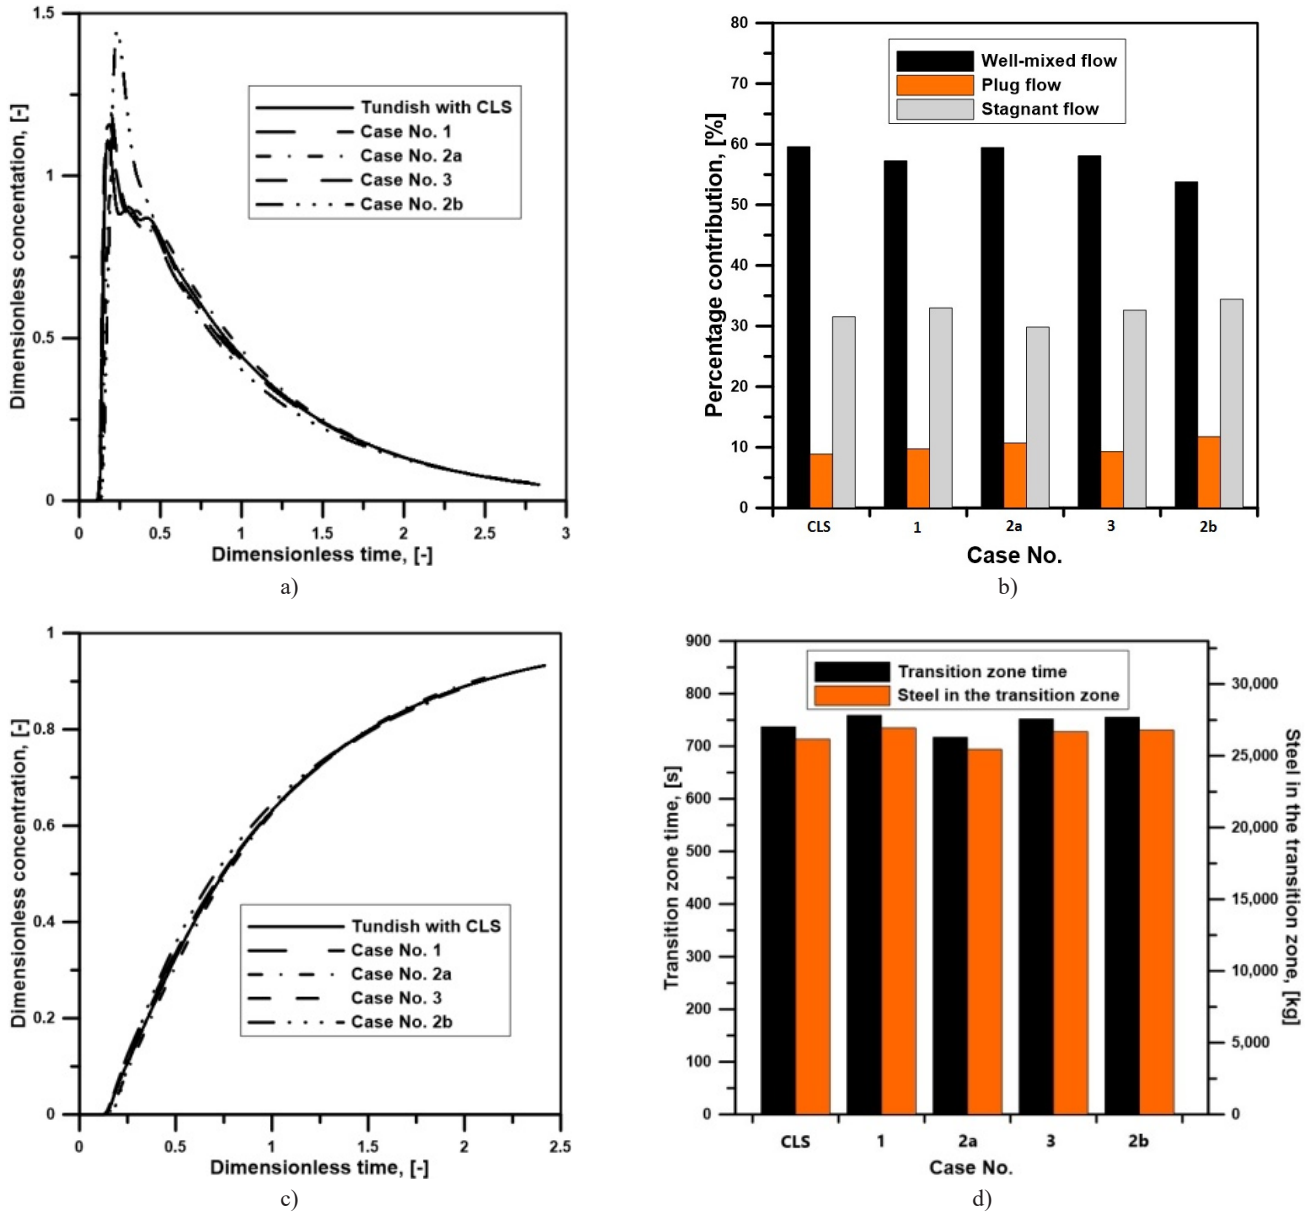 1.5
1
0.5
0
0
0.5
1
1.5
2
2.5
3
Dimensionless concentation, [-]
Dimensionless time, [-]
Tundish with CLS
Case No. 1
Case No. 2a
Case No. 3
Case No. 2b
a)
80
70
60
50
40
30
20
10
0
Percentage contribution, [%]
Well-mixed flow
Plug flow
Stagnant flow
CLS
1
2a
3
2b
Case No.
b)
1
0.8
0.6
0.4
0.2
0
0
0.5
1
1.5
2
2.5
Dimensionless concentration, [-]
Dimensionless time, [-]
Tundish with CLS
Case No. 1
Case No. 2a
Case No. 3
Case No. 2b
c)
900
800
700
600
500
400
300
200
100
0
Transition zone time, [s]
Transition zone time
Steel in the transition zone
30,000
25,000
20,000
15,000
10,000
5,000
0
Steel in the transition zone, [kg]
CLS
1
2a
3
2b
Case No.
d)